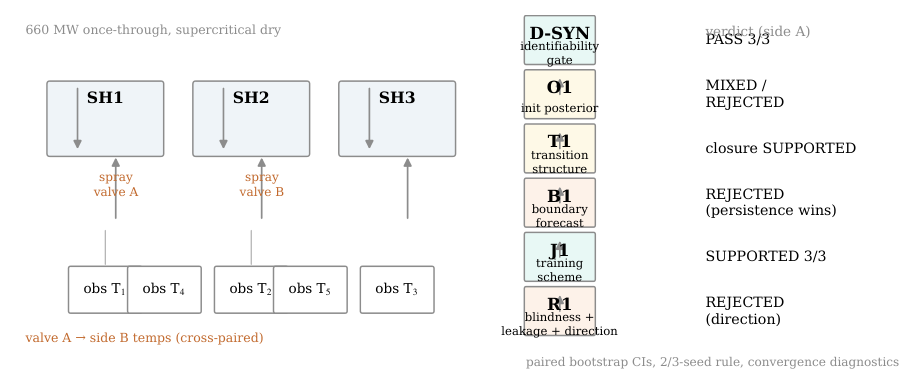 660 MW once-through, supercritical dry
SH1
SH2
SH3
spray
valve A
spray
valve B
obs T₁
obs T₄
obs T₂
obs T₅
obs T₃
valve A → side B temps (cross-paired)
verdict (side A)
D-SYN
identifiability
gate
PASS 3/3
O1
init posterior
MIXED /
REJECTED
T1
transition
structure
closure SUPPORTED
B1
boundary
forecast
REJECTED
(persistence wins)
J1
training
scheme
SUPPORTED 3/3
R1
blindness +
leakage + direction
REJECTED
(direction)
paired bootstrap CIs, 2/3-seed rule, convergence diagnostics